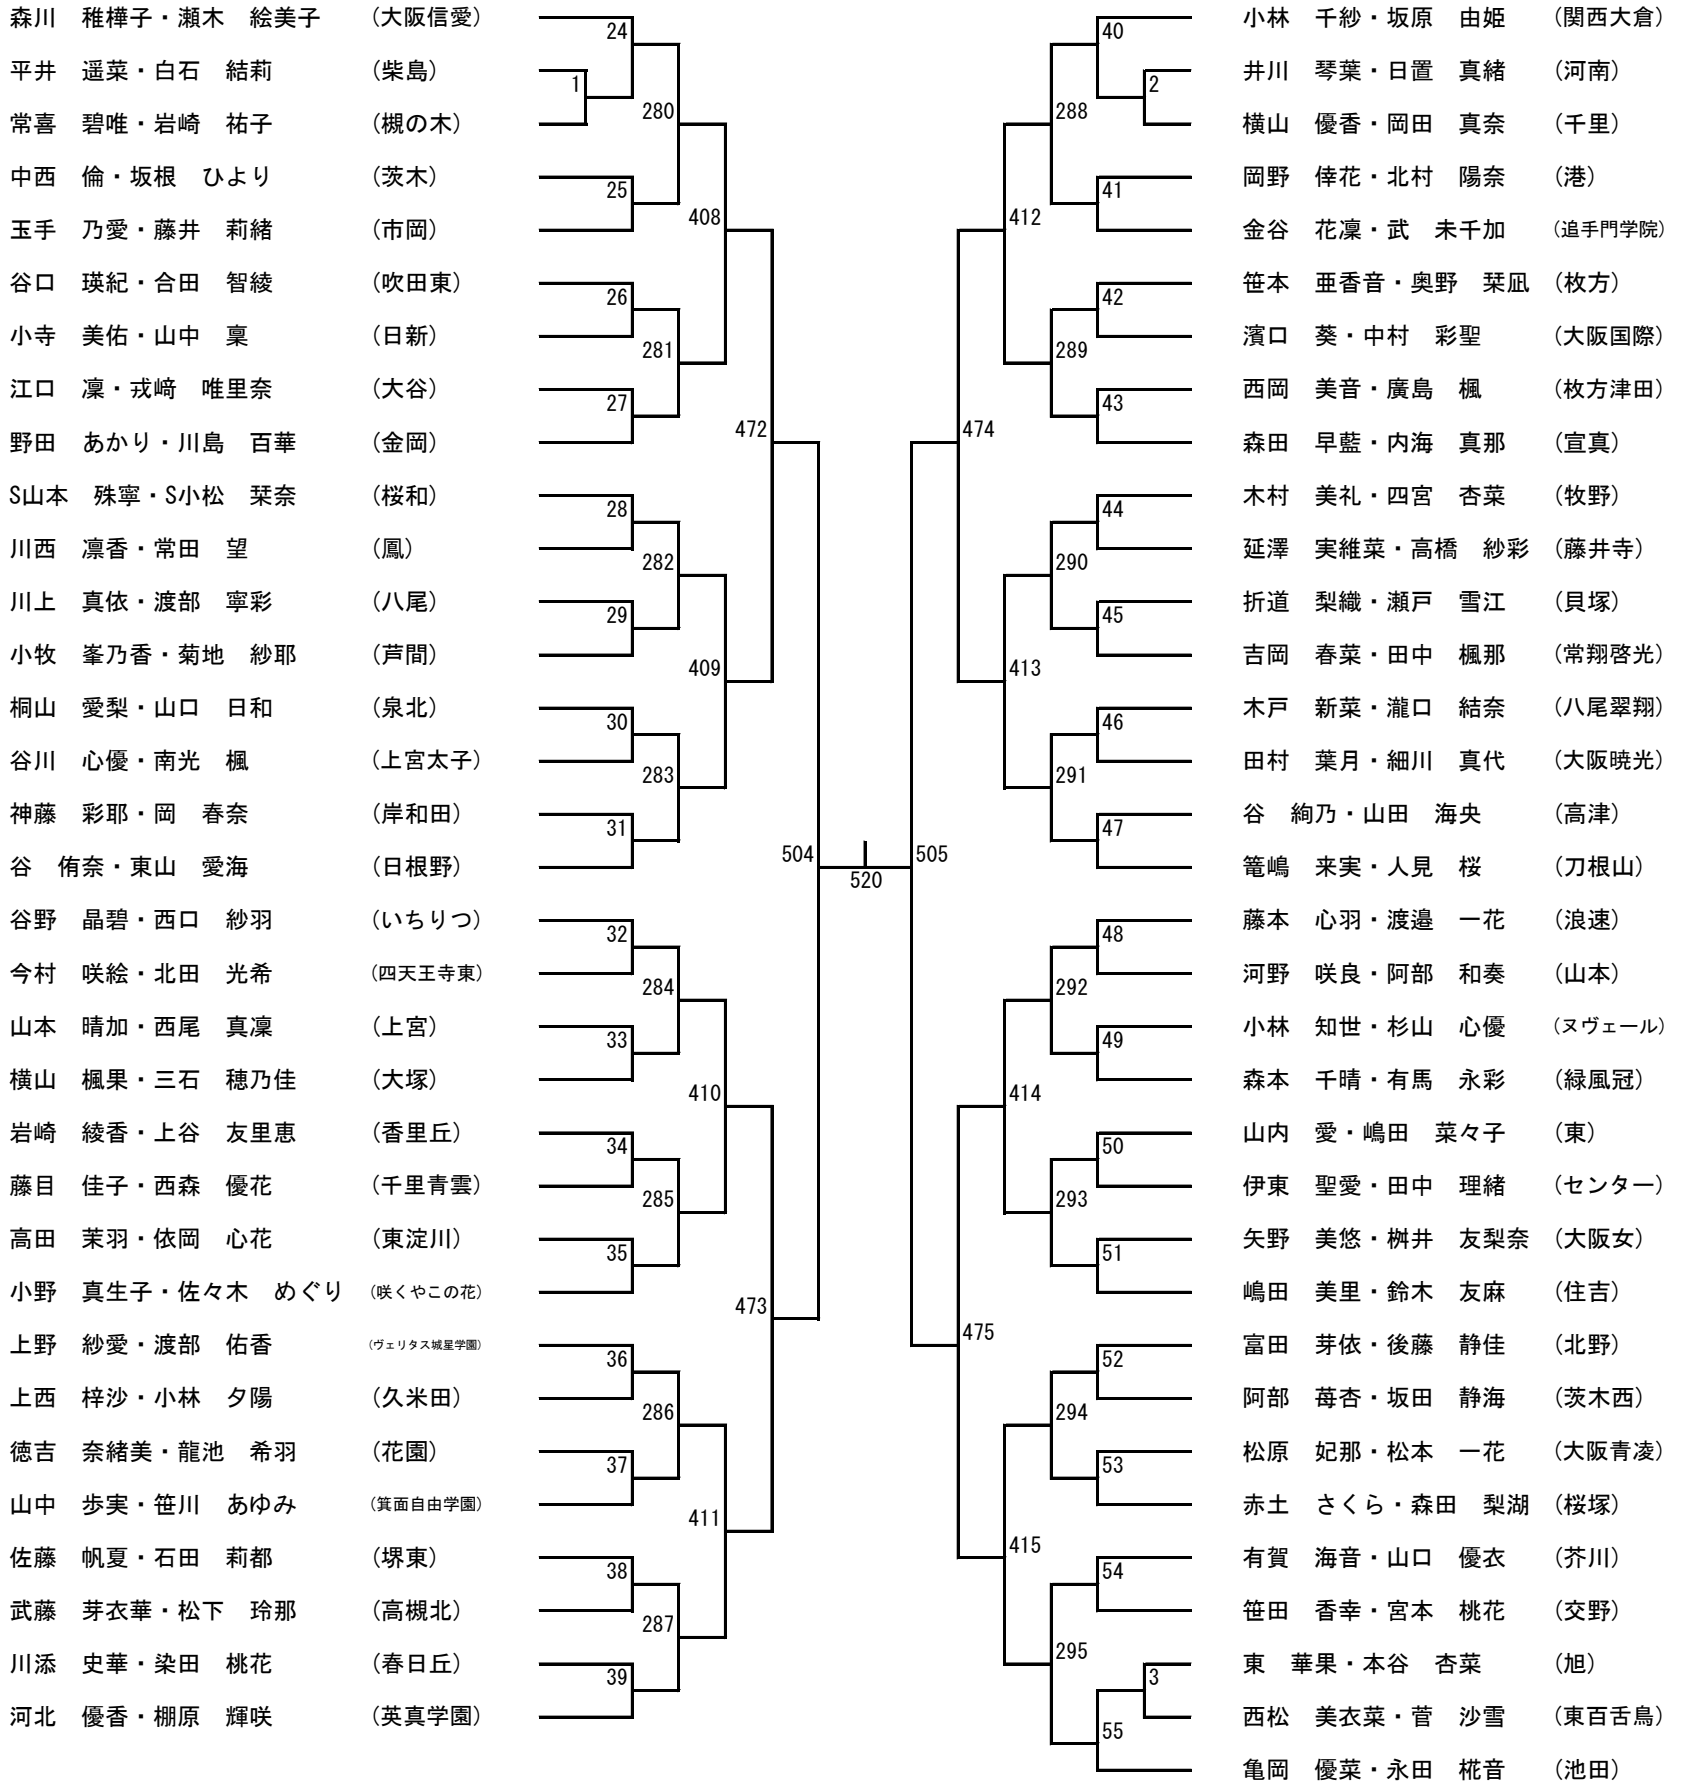 森川　稚樺子・瀬木　絵美子　(大阪信愛)
平井　遥菜・白石　結莉　(柴島)
常喜　碧唯・岩崎　祐子　(槻の木)
中西　倫・坂根　ひより　(茨木)
玉手　乃愛・藤井　莉緒　(市岡)
谷口　瑛紀・合田　智綾　(吹田東)
小寺　美佑・山中　稟　(日新)
江口　凜・戎﨑　唯里奈　(大谷)
野田　あかり・川島　百華　(金岡)
S山本　殊寧・S小松　栞奈　(桜和)
川西　凛香・常田　望　(鳳)
川上　真依・渡部　寧彩　(八尾)
小牧　峯乃香・菊地　紗耶　(芦間)
桐山　愛梨・山口　日和　(泉北)
谷川　心優・南光　楓　(上宮太子)
神藤　彩耶・岡　春奈　(岸和田)
谷　侑奈・東山　愛海　(日根野)
谷野　晶碧・西口　紗羽　(いちりつ)
今村　咲絵・北田　光希　(四天王寺東)
山本　晴加・西尾　真凜　(上宮)
横山　楓果・三石　穂乃佳　(大塚)
岩崎　綾香・上谷　友里恵　(香里丘)
藤目　佳子・西森　優花　(千里青雲)
高田　茉羽・依岡　心花　(東淀川)
小野　真生子・佐々木　めぐり　(咲くやこの花)
上野　紗愛・渡部　佑香　(ヴェリタス城星学園)
上西　梓沙・小林　夕陽　(久米田)
徳吉　奈緒美・龍池　希羽　(花園)
山中　歩実・笹川　あゆみ　(箕面自由学園)
佐藤　帆夏・石田　莉都　(堺東)
武藤　芽衣華・松下　玲那　(高槻北)
川添　史華・染田　桃花　(春日丘)
河北　優香・棚原　輝咲　(英真学園)
1
24
25
26
27
28
29
30
31
32
33
34
35
36
37
38
39
280
281
282
283
284
285
286
287
408
409
410
411
472
473
504
520
505
474
475
412
413
414
415
288
289
290
291
292
293
294
295
40
41
42
43
44
45
46
47
48
49
50
51
52
53
54
55
2
3
小林　千紗・坂原　由姫　(関西大倉)
井川　琴葉・日置　真緒　(河南)
横山　優香・岡田　真奈　(千里)
岡野　倖花・北村　陽奈　(港)
金谷　花凜・武　未千加　(追手門学院)
笹本　亜香音・奥野　栞凪　(枚方)
濱口　葵・中村　彩聖　(大阪国際)
西岡　美音・廣島　楓　(枚方津田)
森田　早藍・内海　真那　(宣真)
木村　美礼・四宮　杏菜　(牧野)
延澤　実維菜・高橋　紗彩　(藤井寺)
折道　梨織・瀬戸　雪江　(貝塚)
吉岡　春菜・田中　楓那　(常翔啓光)
木戸　新菜・瀧口　結奈　(八尾翠翔)
田村　葉月・細川　真代　(大阪暁光)
谷　絢乃・山田　海央　(高津)
篭嶋　来実・人見　桜　(刀根山)
藤本　心羽・渡邉　一花　(浪速)
河野　咲良・阿部　和奏　(山本)
小林　知世・杉山　心優　(ヌヴェール)
森本　千晴・有馬　永彩　(緑風冠)
山内　愛・嶋田　菜々子　(東)
伊東　聖愛・田中　理緒　(センター)
矢野　美悠・桝井　友梨奈　(大阪女)
嶋田　美里・鈴木　友麻　(住吉)
富田　芽依・後藤　静佳　(北野)
阿部　苺杏・坂田　静海　(茨木西)
松原　妃那・松本　一花　(大阪青凌)
赤土　さくら・森田　梨湖　(桜塚)
有賀　海音・山口　優衣　(芥川)
笹田　香幸・宮本　桃花　(交野)
東　華果・本谷　杏菜　(旭)
西松　美衣菜・菅　沙雪　(東百舌鳥)
亀岡　優菜・永田　椛音　(池田)